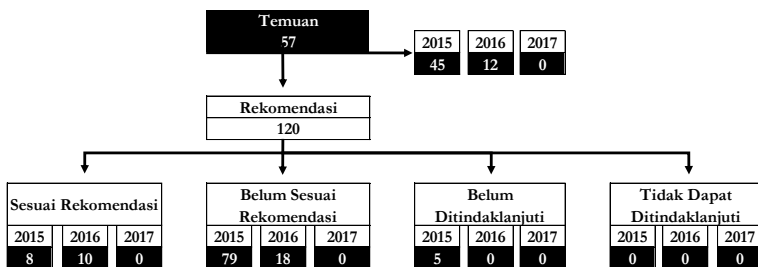 Temuan
57
2015 2016 2017
45 12 0
Rekomendasi
120
Sesuai Rekomendasi
2015 2016 2017
8 10 0
Belum Sesuai
Rekomendasi
2015 2016 2017
79 18 0
Belum
Ditindaklanjuti
2015 2016 2017
5 0 0
Tidak Dapat
Ditindaklanjuti
2015 2016 2017
0 0 0